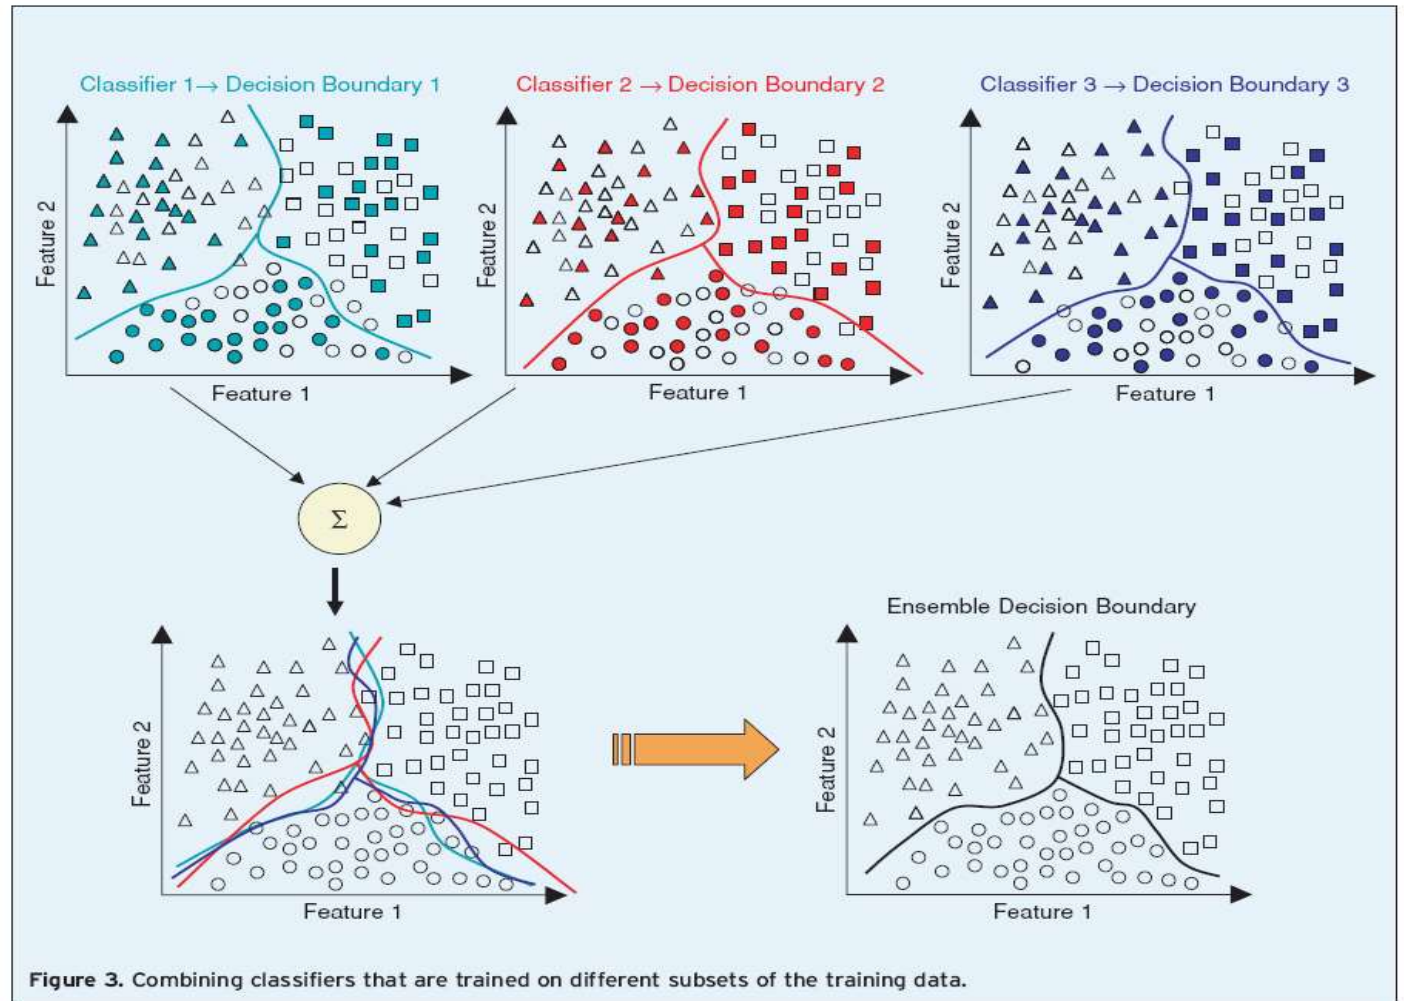 Classifier 1→ Decision Boundary 1
Classifier 2 → Decision Boundary 2
Classifier 3 → Decision Boundary 3
Feature 2
Feature 2
Feature 2
Feature 1
Feature 1
Feature 1
Σ
Ensemble Decision Boundary
Feature 2
Feature 2
Feature 1
Feature 1
Figure 3. Combining classifiers that are trained on different subsets of the training data.